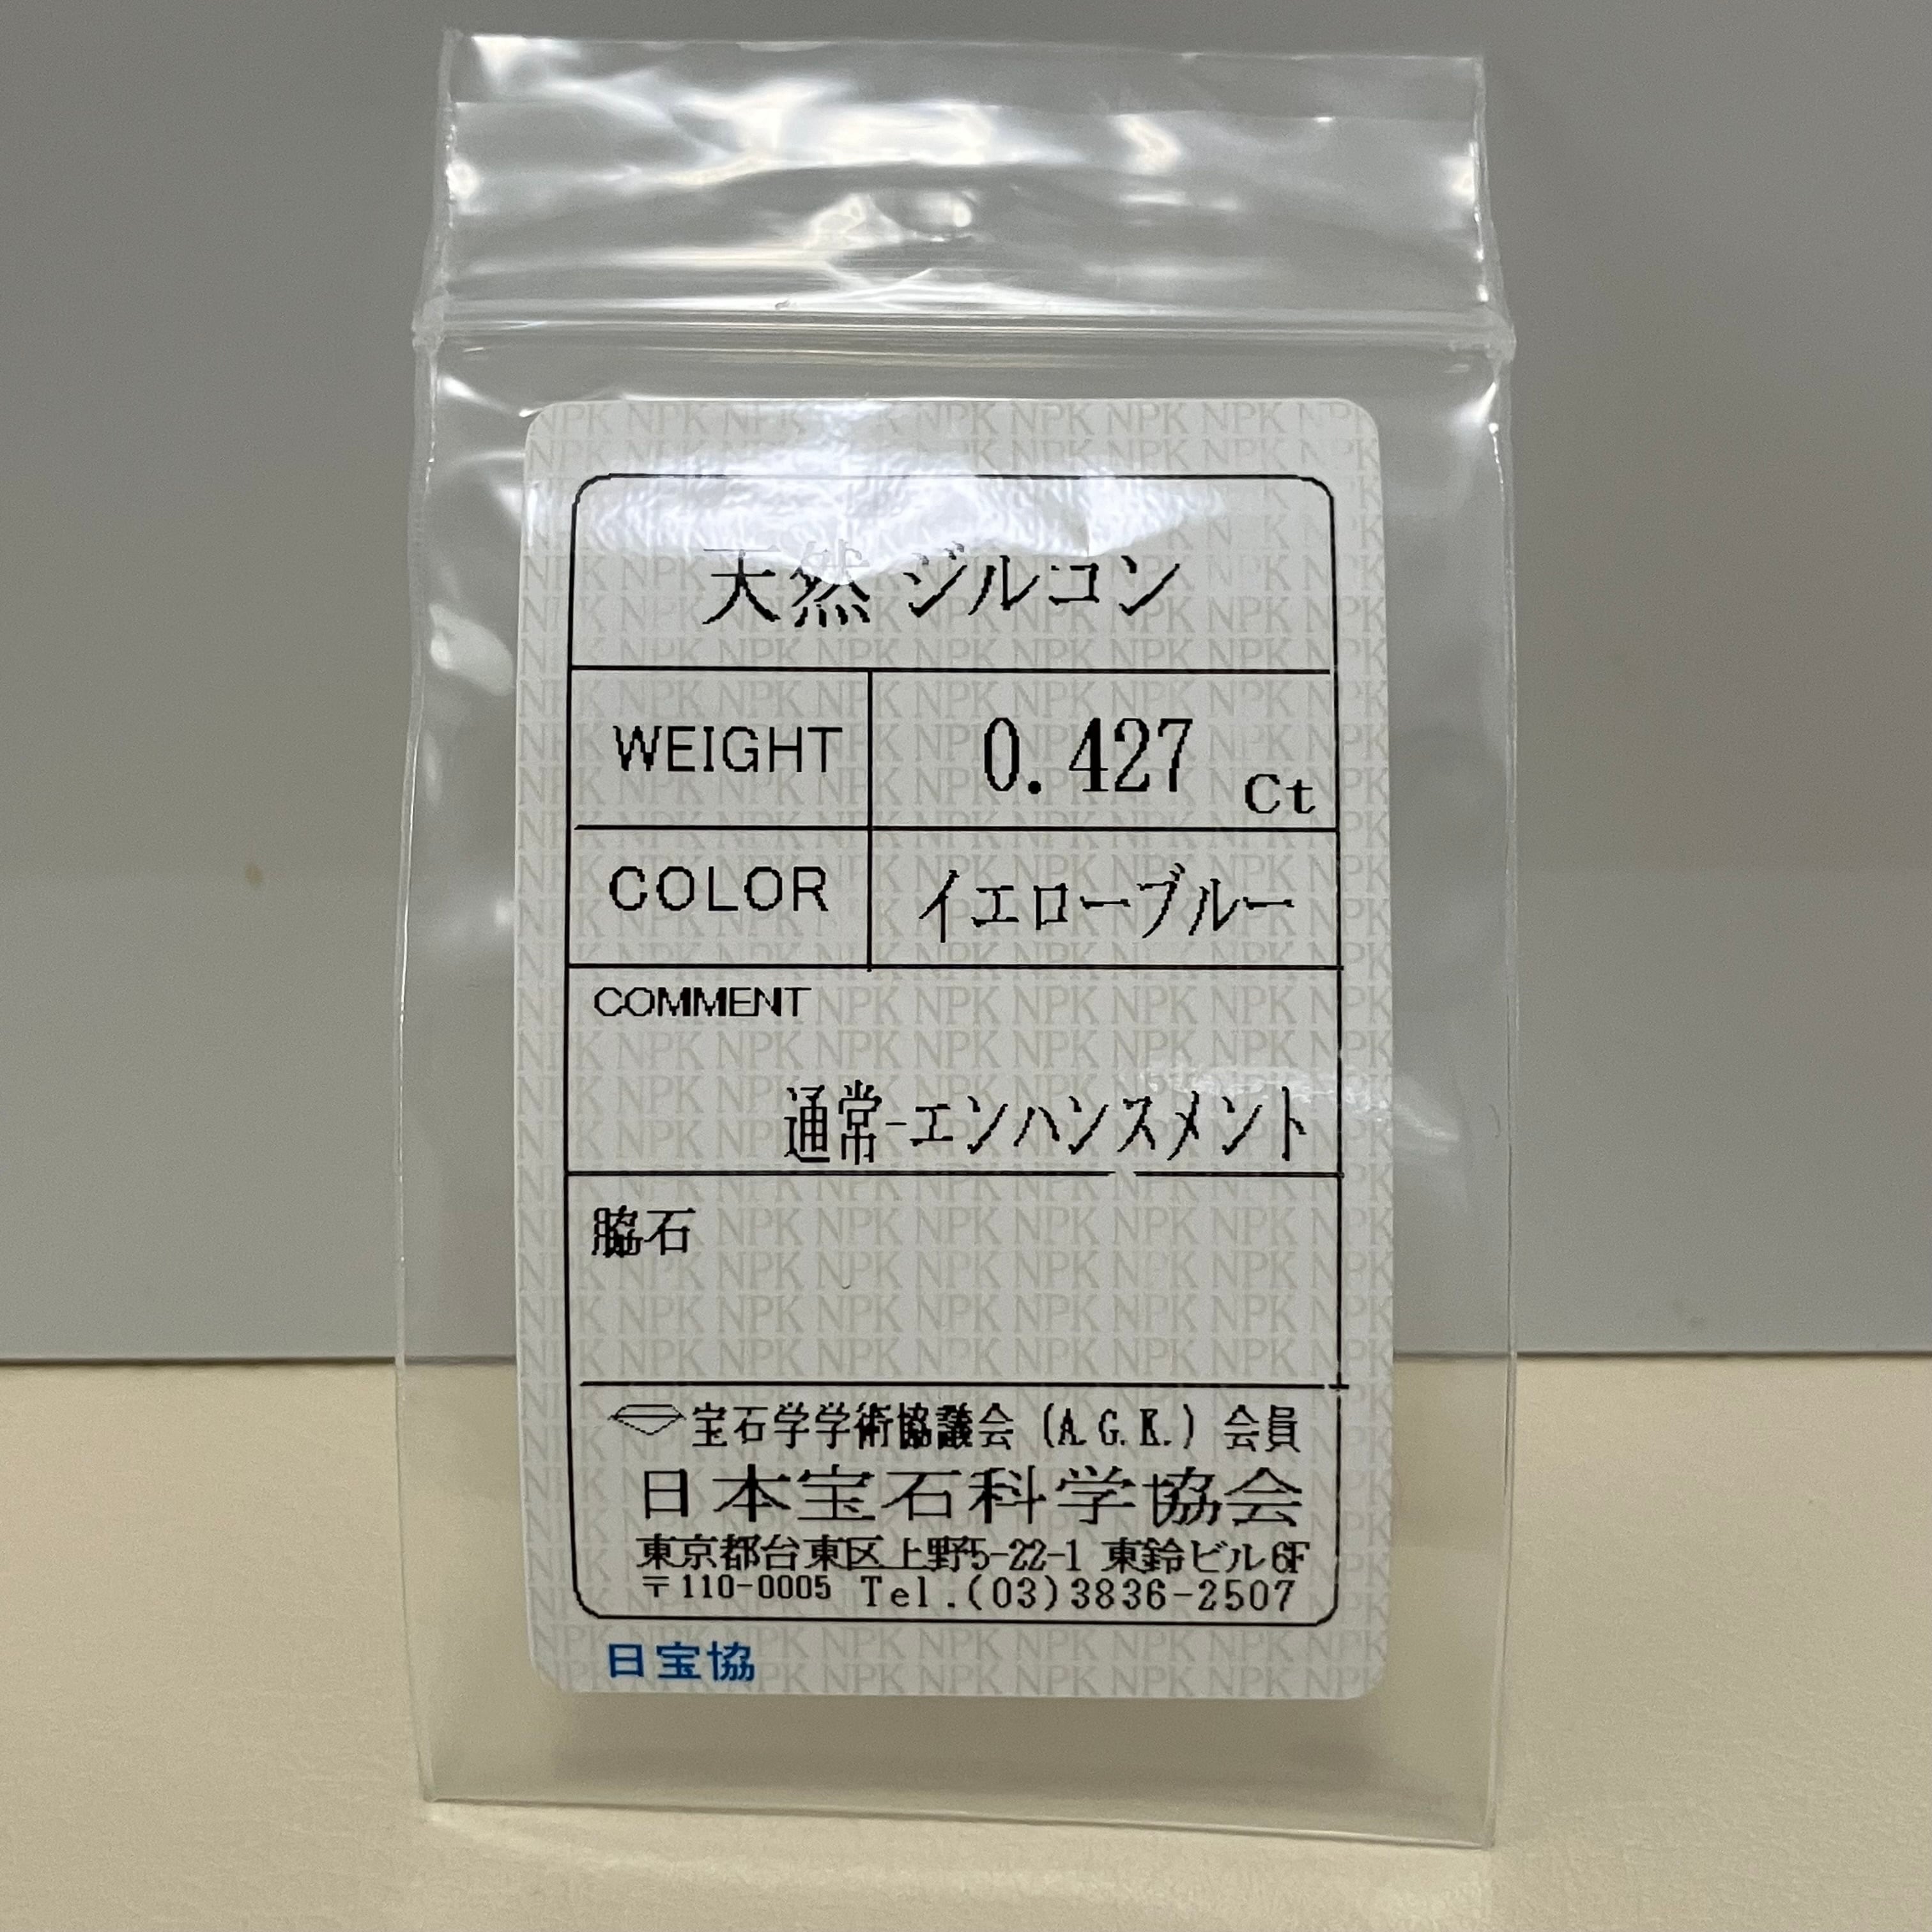 天然 ジルコン
WEIGHT 0.427 Ct
COLOR イエローブルー
COMMENT
通常-エンハンスメント
脇石
宝石学学術協議会 (A.G.K.) 会員
日本宝石科学協会
東京都台東区上野5-22-1 東鈴ビル6F
〒110-0005 Tel.(03)3836-2507
日宝協